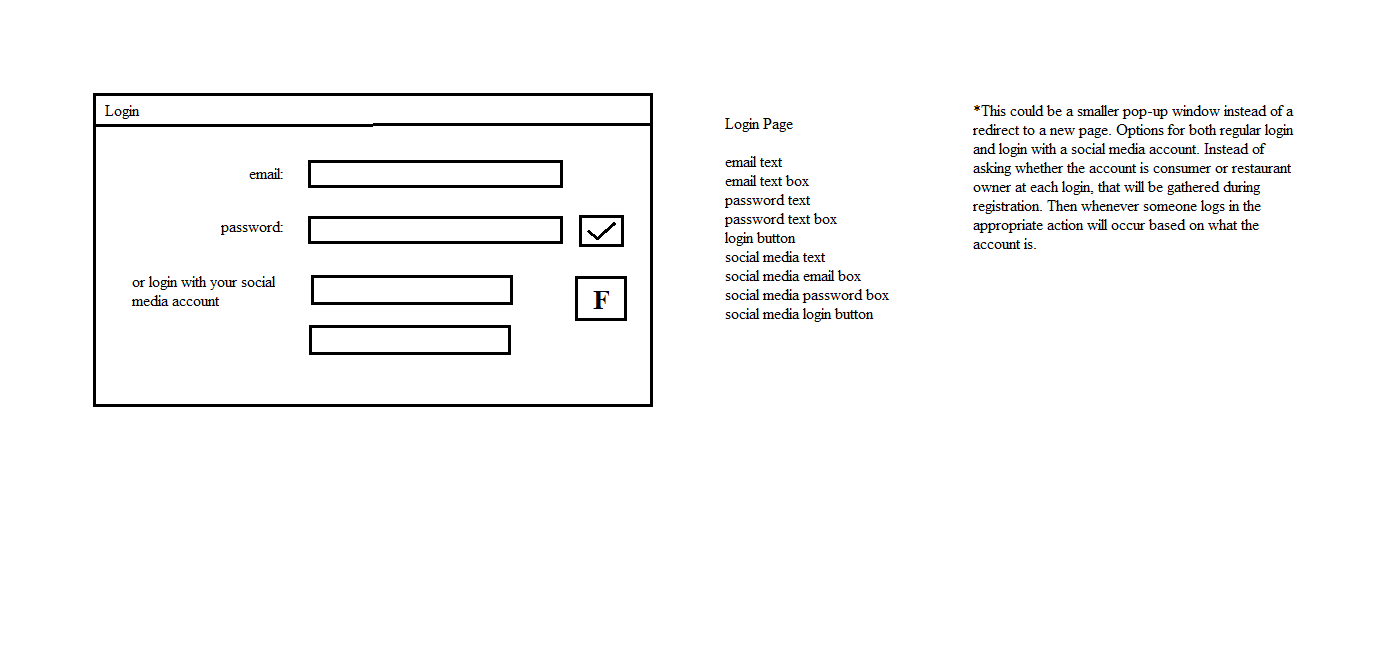 Login
email:
password:
or login with your social
media account
F
Login Page
email text
email text box
password text
password text box
login button
social media text
social media email box
social media password box
social media login button
*This could be a smaller pop-up window instead of a
redirect to a new page. Options for both regular login
and login with a social media account. Instead of
asking whether the account is consumer or restaurant
owner at each login, that will be gathered during
registration. Then whenever someone logs in the
appropriate action will occur based on what the
account is.